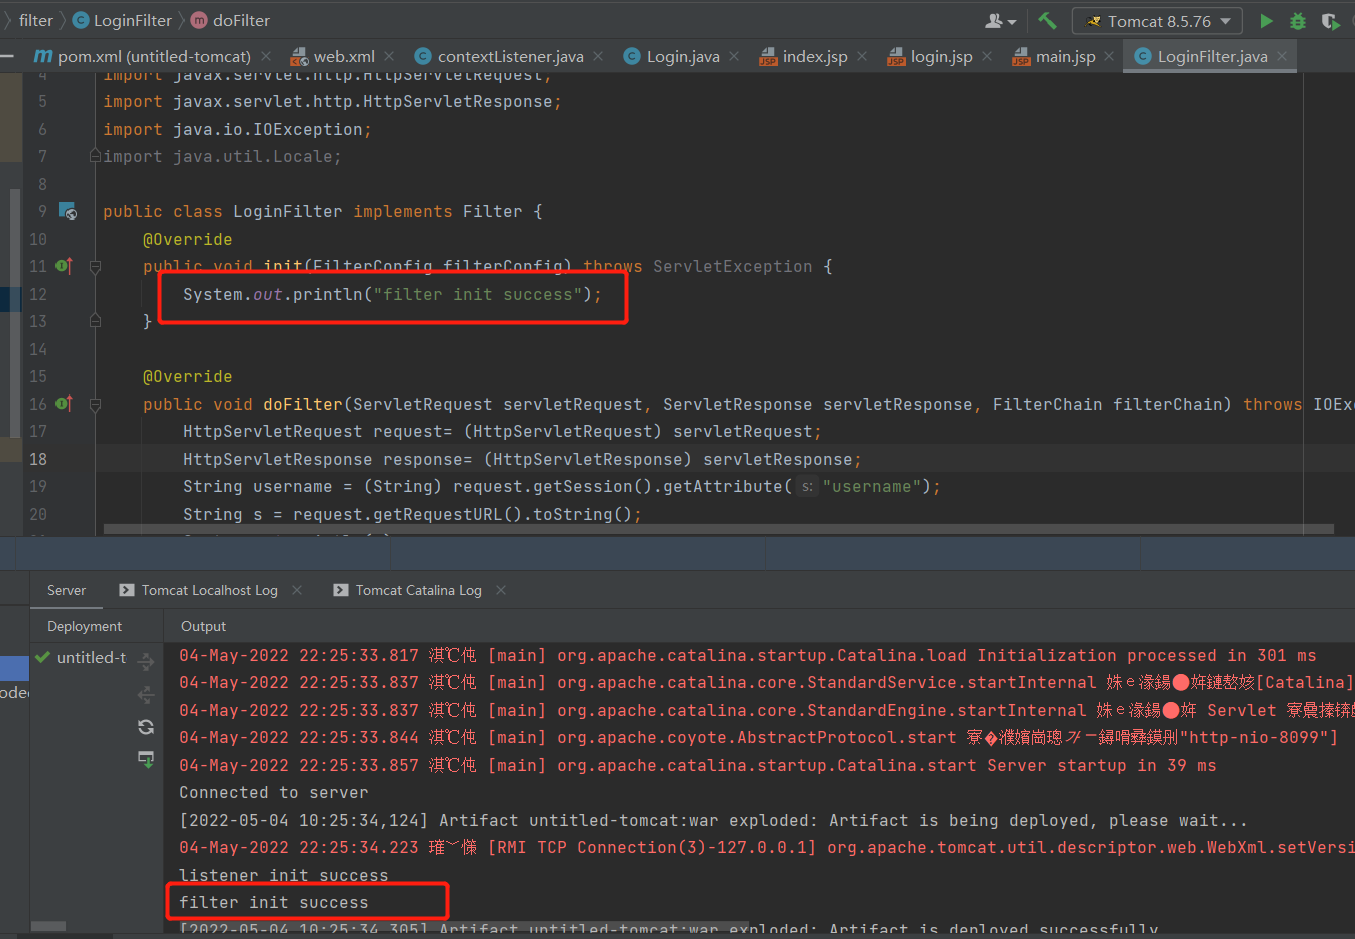 filter LoginFilter doFilter Tomcat 8.5.76
pom.xml (untitled-tomcat) web.xml contextListener.java Login.java index.jsp login.jsp main.jsp LoginFilter.java
4 import javax.servlet.http.HttpServletRequest;
5 import javax.servlet.http.HttpServletResponse;
6 import java.io.IOException;
7 import java.util.Locale;
8
9 public class LoginFilter implements Filter {
10 @Override
11 public void init(FilterConfig filterConfig) throws ServletException {
12 System.out.println("filter init success");
13 }
14
15 @Override
16 public void doFilter(ServletRequest servletRequest, ServletResponse servletResponse, FilterChain filterChain) throws IOExc
17 HttpServletRequest request= (HttpServletRequest) servletRequest;
18 HttpServletResponse response= (HttpServletResponse) servletResponse;
19 String username = (String) request.getSession().getAttribute( s: "username");
20 String s = request.getRequestURL().toString();
Server Tomcat Localhost Log Tomcat Catalina Log
Deployment Output
untitled-t
04-May-2022 22:25:33.817 淇℃伅 [main] org.apache.catalina.startup.Catalina.load Initialization processed in 301 ms
04-May-2022 22:25:33.837 淇℃伅 [main] org.apache.catalina.core.StandardService.startInternal [Catalina]
04-May-2022 22:25:33.837 淇℃伅 [main] org.apache.catalina.core.StandardEngine.startInternal Servlet
04-May-2022 22:25:33.844 淇℃伅 [main] org.apache.coyote.AbstractProtocol.start "http-nio-8099"]
04-May-2022 22:25:33.857 淇℃伅 [main] org.apache.catalina.startup.Catalina.start Server startup in 39 ms
Connected to server
[2022-05-04 10:25:34,124] Artifact untitled-tomcat:war exploded: Artifact is being deployed, please wait...
04-May-2022 22:25:34.223 [RMI TCP Connection(3)-127.0.0.1] org.apache.tomcat.util.descriptor.web.WebXml.setVersi
listener init success
filter init success
[2022-05-04 10:25:34,305] Artifact untitled-tomcat:war exploded: Artifact is deployed successfully